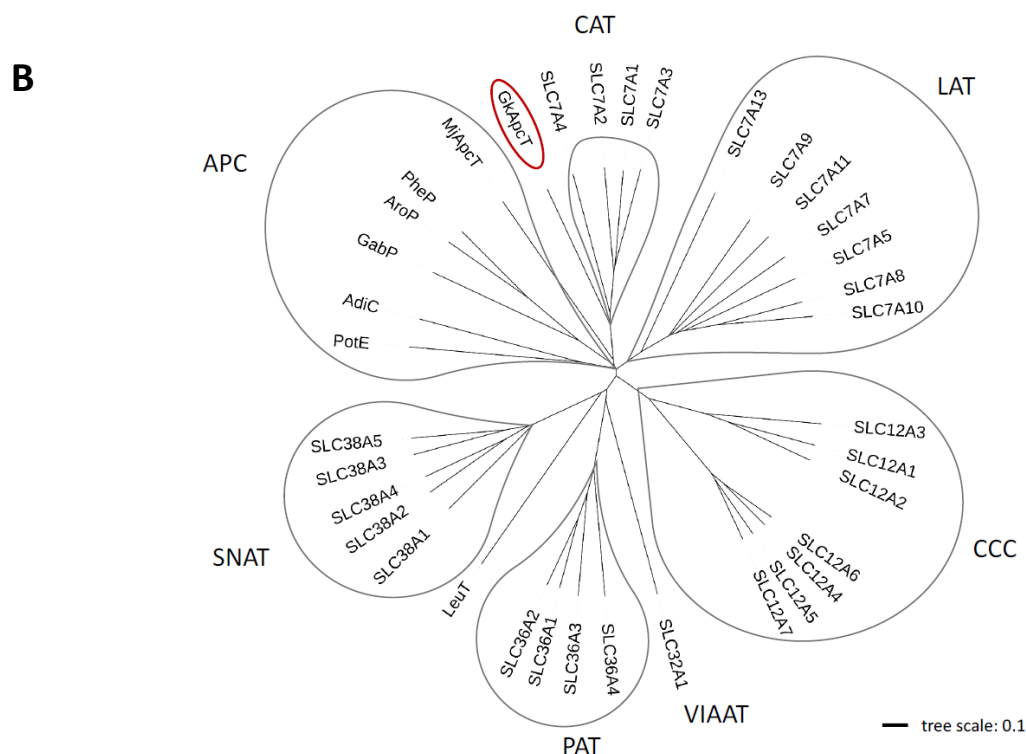 B
CAT
LAT
APC
GkApcT
SLC7A4
SLC7A2
SLC7A1
SLC7A3
SLC7A13
SLC7A9
SLC7A11
SLC7A7
SLC7A5
SLC7A8
SLC7A10
MjApcT
PheP
AroP
GabP
AdiC
PotE
SLC38A5
SLC38A3
SLC38A4
SLC38A2
SLC38A1
SNAT
LeuT
SLC36A2
SLC36A1
SLC36A3
SLC36A4
PAT
SLC32A1
VIAAT
SLC12A3
SLC12A1
SLC12A2
SLC12A6
SLC12A4
SLC12A5
SLC12A7
CCC
tree scale: 0.1